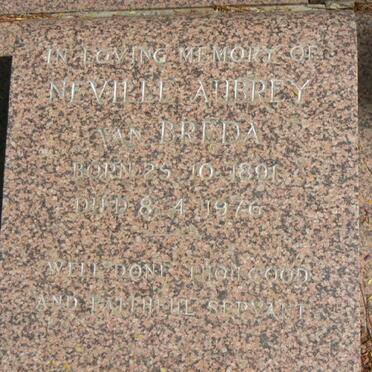 IN LOVING MEMORY OF
NEVILLE AUBREY
VAN BREDA
BORN 25. 10. 1891
DIED 8. 4. 1976
WELL DONE THOU GOOD
AND FAITHFUL SERVANT.